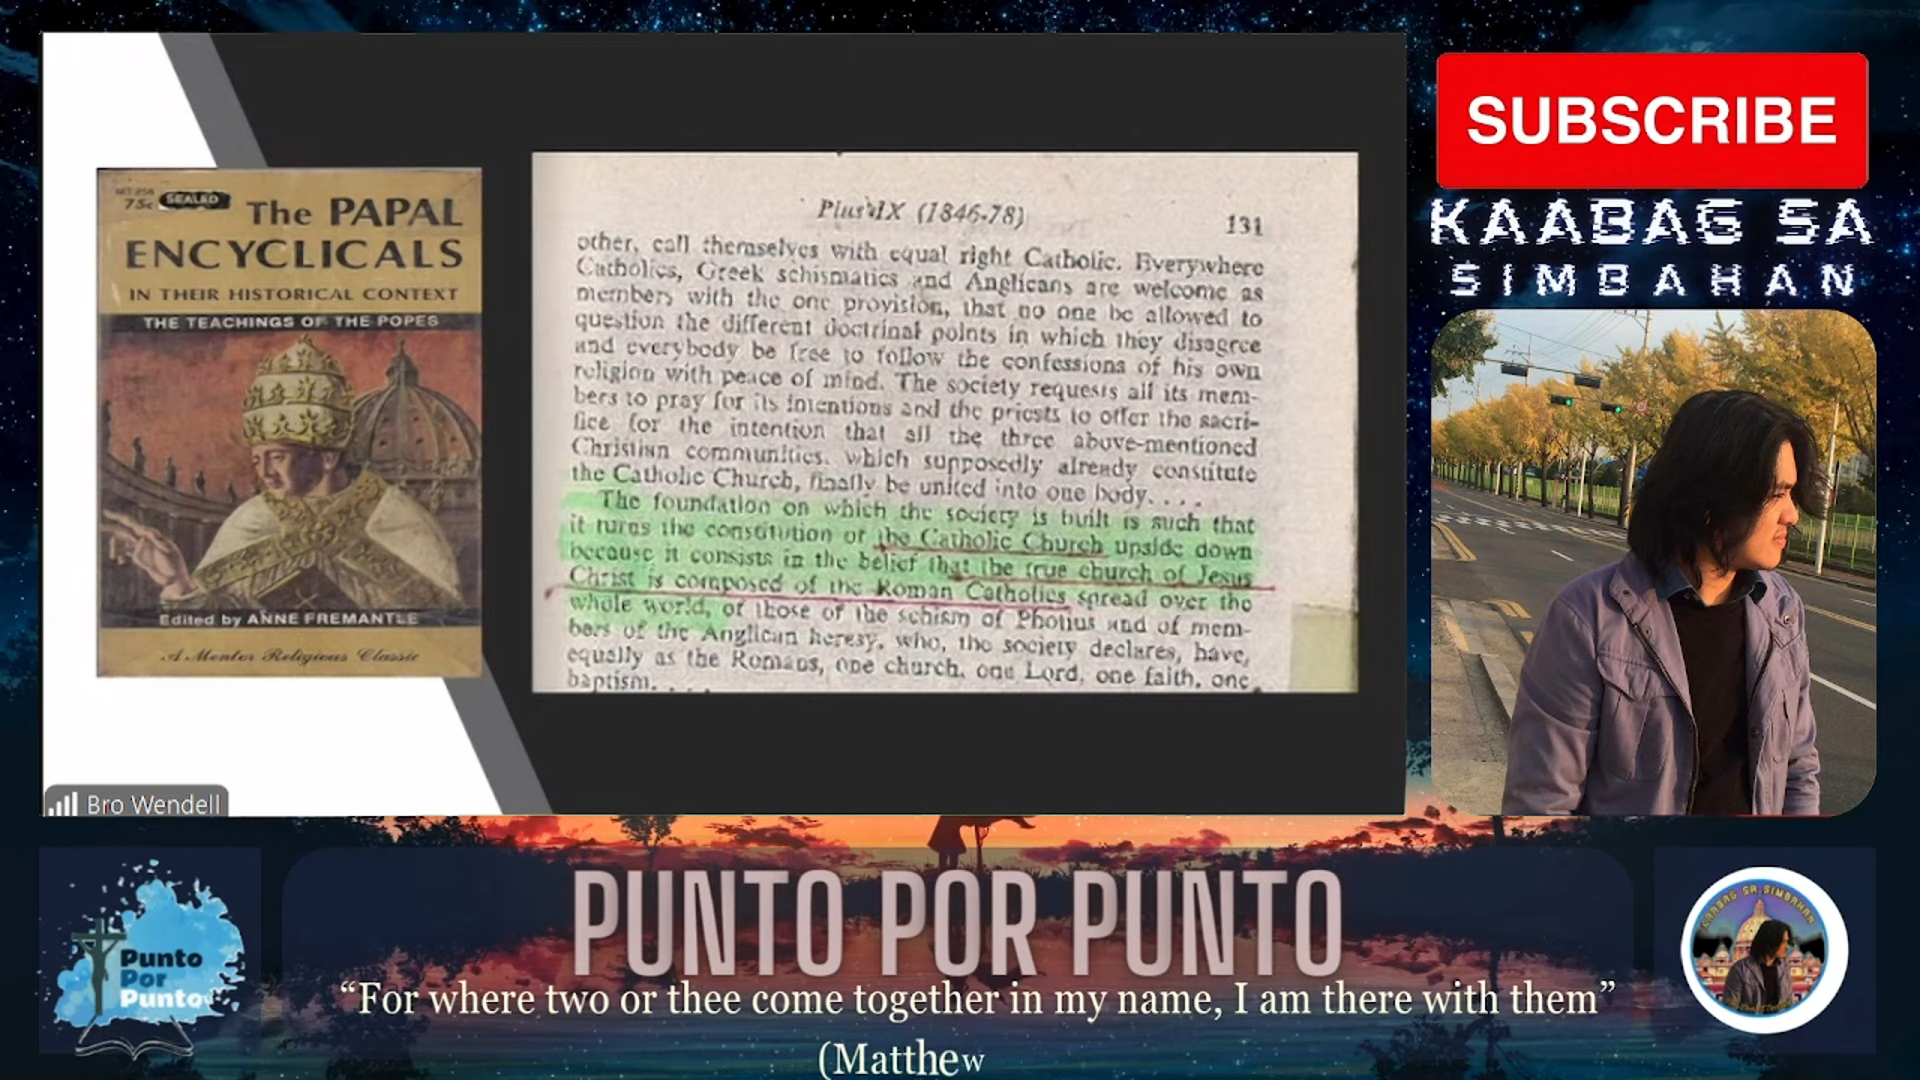 The PAPAL
ENCYCLICALS
IN THEIR HISTORICAL CONTEXT
THE TEACHINGS OF THE POPES
75c SEALED
Edited by ANNE FREMANTLE
A Mentor Religious Classic
Pius IX (1846-78) 131
other, call themselves with equal right Catholic. Everywhere
Catholics, Greek schismatics and Anglicans are welcome as
members with the one provision, that no one be allowed to
question the different doctrinal points in which they disagree
and everybody be free to follow the confessions of his own
religion with peace of mind. The society requests all its mem-
bers to pray for its intentions and the priests to offer the sacri-
fice for the intention that all the three above-mentioned
Christian communities, which supposedly already constitute
the Catholic Church, finally be united into one body. . . .
The foundation on which the society is built is such that
it turns the constitution of the Catholic Church upside down
because it consists in the belief that the true church of Jesus
Christ is composed of the Roman Catholics spread over the
whole world, of those of the schism of Photius and of mem-
bers of the Anglican heresy, who, the society declares, have,
equally as the Romans, one church, one Lord, one faith, one
baptism. . . .
Bro Wendell
SUBSCRIBE
KAABAG SA
SIMBAHAN
Punto
Por
Punto
PUNTO POR PUNTO
“For where two or thee come together in my name, I am there with them”
(Matthew
KAABAG SA SIMBAHAN